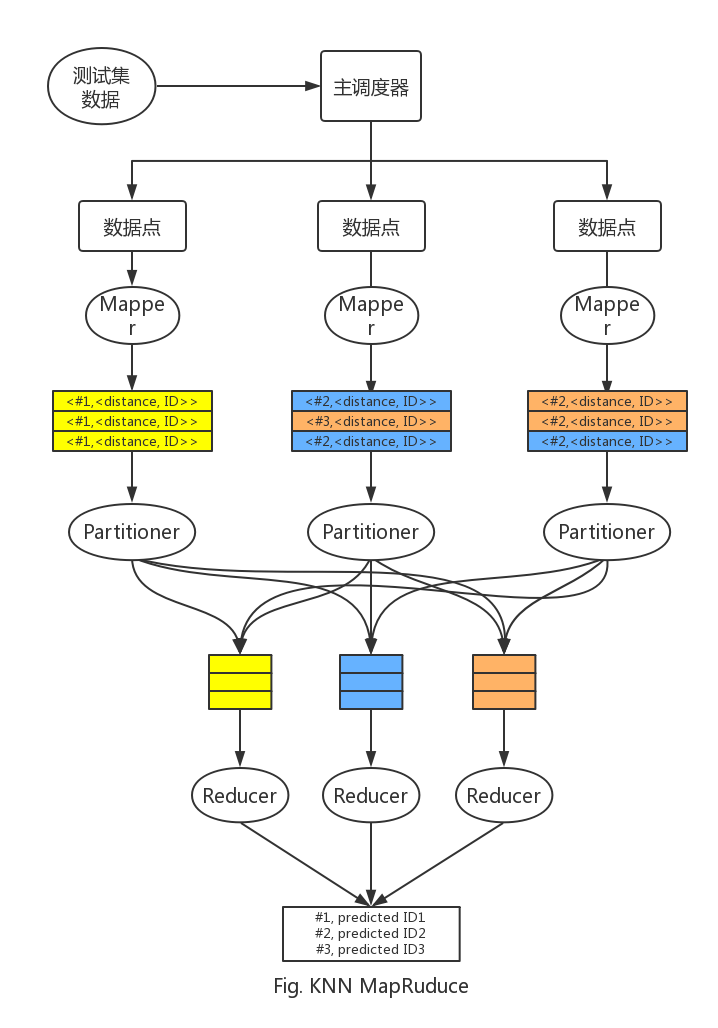 测试集
数据
主调度器
数据点
数据点
数据点
Mappe
r
Mappe
r
Mappe
r
<#1,<distance, ID>>
<#1,<distance, ID>>
<#1,<distance, ID>>
<#2,<distance, ID>>
<#3,<distance, ID>>
<#2,<distance, ID>>
<#2,<distance, ID>>
<#2,<distance, ID>>
<#2,<distance, ID>>
Partitioner
Partitioner
Partitioner
Reducer
Reducer
Reducer
#1, predicted ID1
#2, predicted ID2
#3, predicted ID3
Fig. KNN MapRuduce